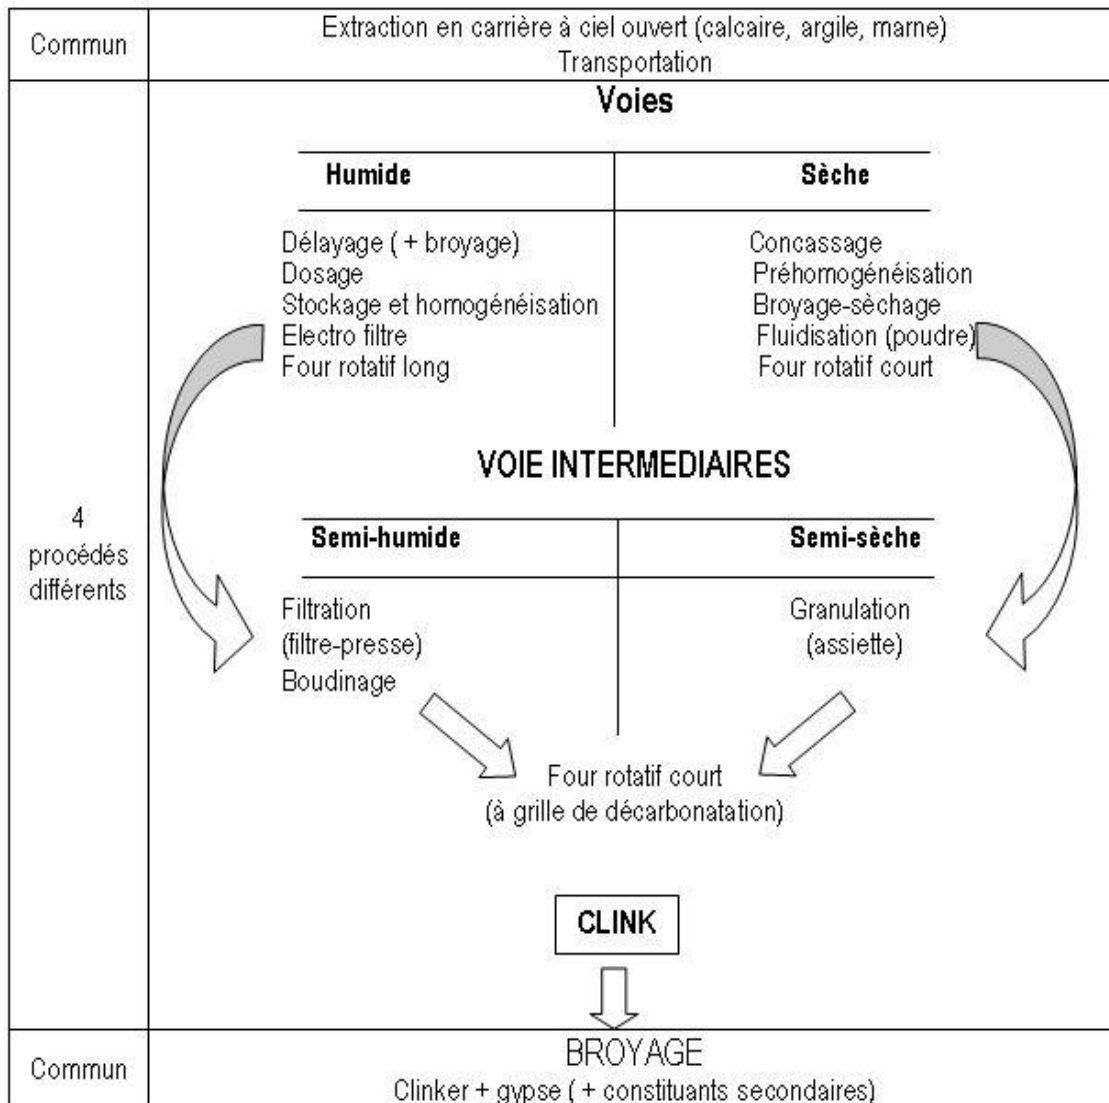 Commun
Extraction en carrière à ciel ouvert (calcaire, argile, marne)
Transportation
4
procédés
différents
Voies
Humide
Délayage ( + broyage)
Dosage
Stockage et homogénéisation
Electro filtre
Four rotatif long
Sèche
Concassage
Préhomogénéisation
Broyage-sèchage
Fluidisation (poudre)
Four rotatif court
VOIE INTERMEDIAIRES
Semi-humide
Filtration
(filtre-presse)
Boudinage
Semi-sèche
Granulation
(assiette)
Four rotatif court
(à grille de décarbonatation)
CLINK
Commun
BROYAGE
Clinker + gypse ( + constituants secondaires)